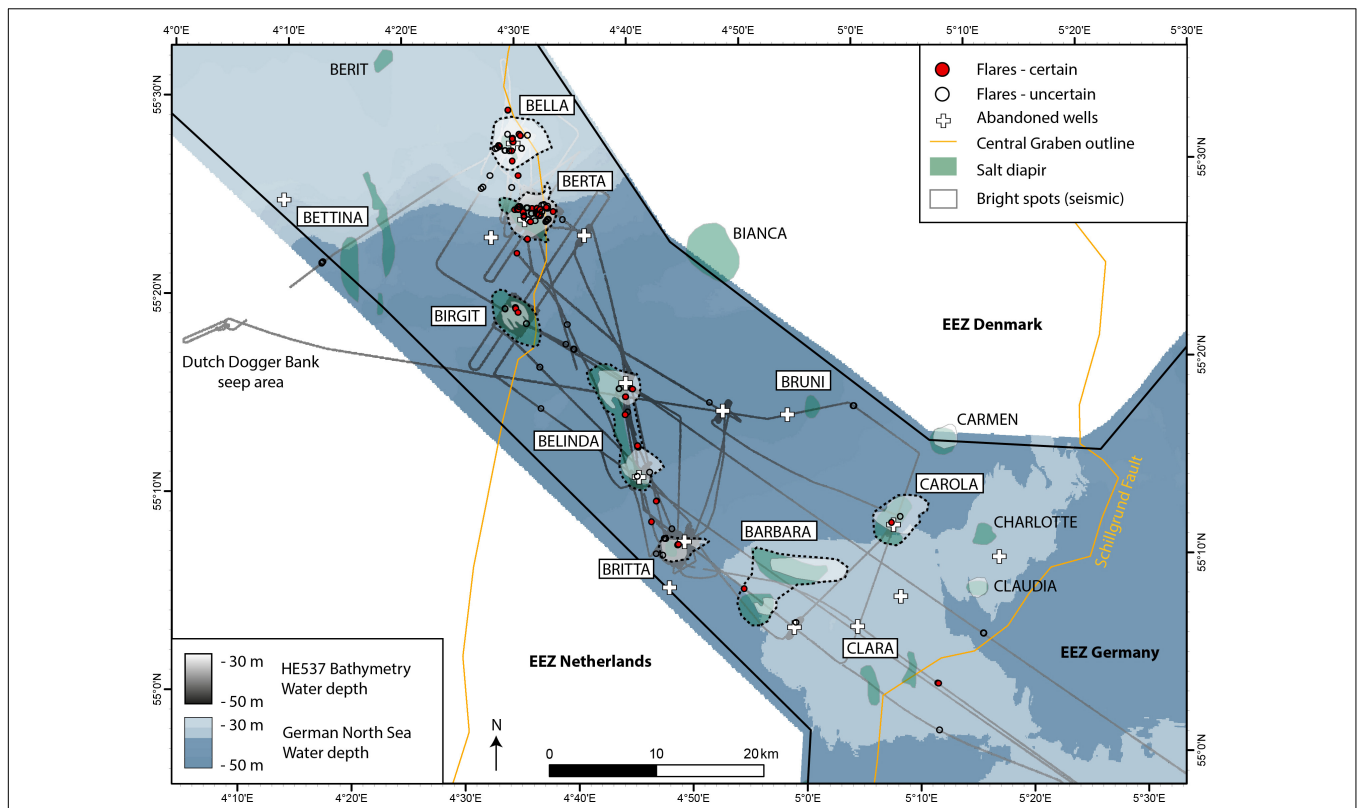 4°0'E 4°10'E 4°20'E 4°30'E 4°40'E 4°50'E 5°0'E 5°10'E 5°20'E 5°30'E
Flares - certain
Flares - uncertain
Abandoned wells
Central Graben outline
Salt diapir
Bright spots (seismic)
BERIT
BELLA
55°30'N
55°30'N
BERTA
BETTINA
BIANCA
55°20'N
BIRGIT
EEZ Denmark
55°20'N
Dutch Dogger Bank
seep area
BRUNI
CARMEN
BELINDA
Schillgrund Fault
55°10'N
CAROLA
CHARLOTTE
BARBARA
55°10'N
BRITTA
CLAUDIA
CLARA
EEZ Netherlands
EEZ Germany
55°0'N
55°0'N
- 30 m
- 50 m
HE537 Bathymetry
Water depth
- 30 m
- 50 m
German North Sea
Water depth
N
0 10 20 km
4°10'E 4°20'E 4°30'E 4°40'E 4°50'E 5°0'E 5°10'E 5°20'E 5°30'E